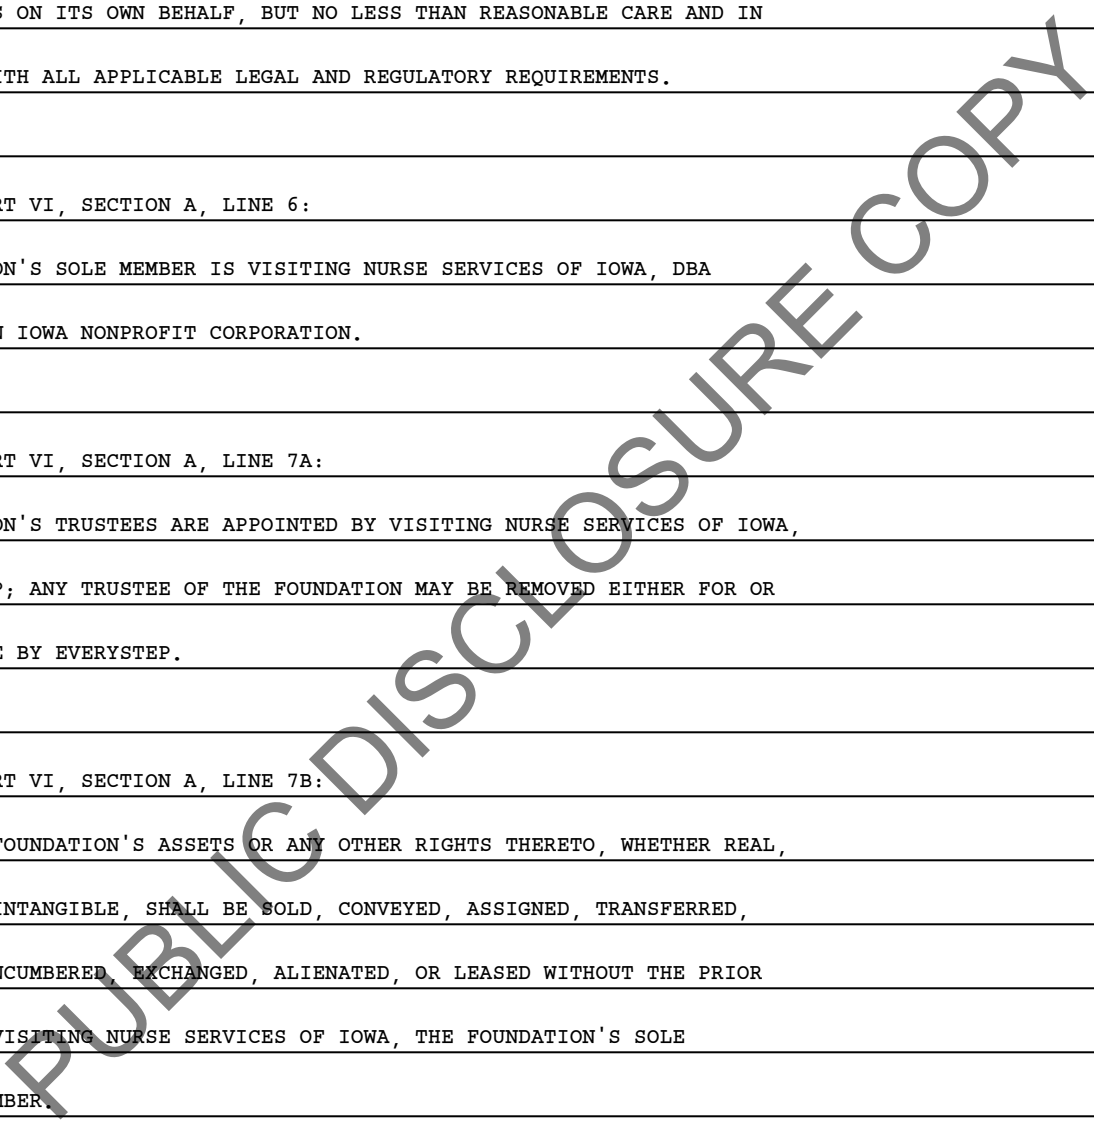 S ON ITS OWN BEHALF, BUT NO LESS THAN REASONABLE CARE AND IN
ITH ALL APPLICABLE LEGAL AND REGULATORY REQUIREMENTS.
RT VI, SECTION A, LINE 6:
ON'S SOLE MEMBER IS VISITING NURSE SERVICES OF IOWA, DBA
N IOWA NONPROFIT CORPORATION.
RT VI, SECTION A, LINE 7A:
ON'S TRUSTEES ARE APPOINTED BY VISITING NURSE SERVICES OF IOWA,
P; ANY TRUSTEE OF THE FOUNDATION MAY BE REMOVED EITHER FOR OR
E BY EVERYSTEP.
RT VI, SECTION A, LINE 7B:
FOUNDATION'S ASSETS OR ANY OTHER RIGHTS THERETO, WHETHER REAL,
INTANGIBLE, SHALL BE SOLD, CONVEYED, ASSIGNED, TRANSFERRED,
NCUMBERED, EXCHANGED, ALIENATED, OR LEASED WITHOUT THE PRIOR
VISITING NURSE SERVICES OF IOWA, THE FOUNDATION'S SOLE
MBER.
PUBLIC DISCLOSURE COPY